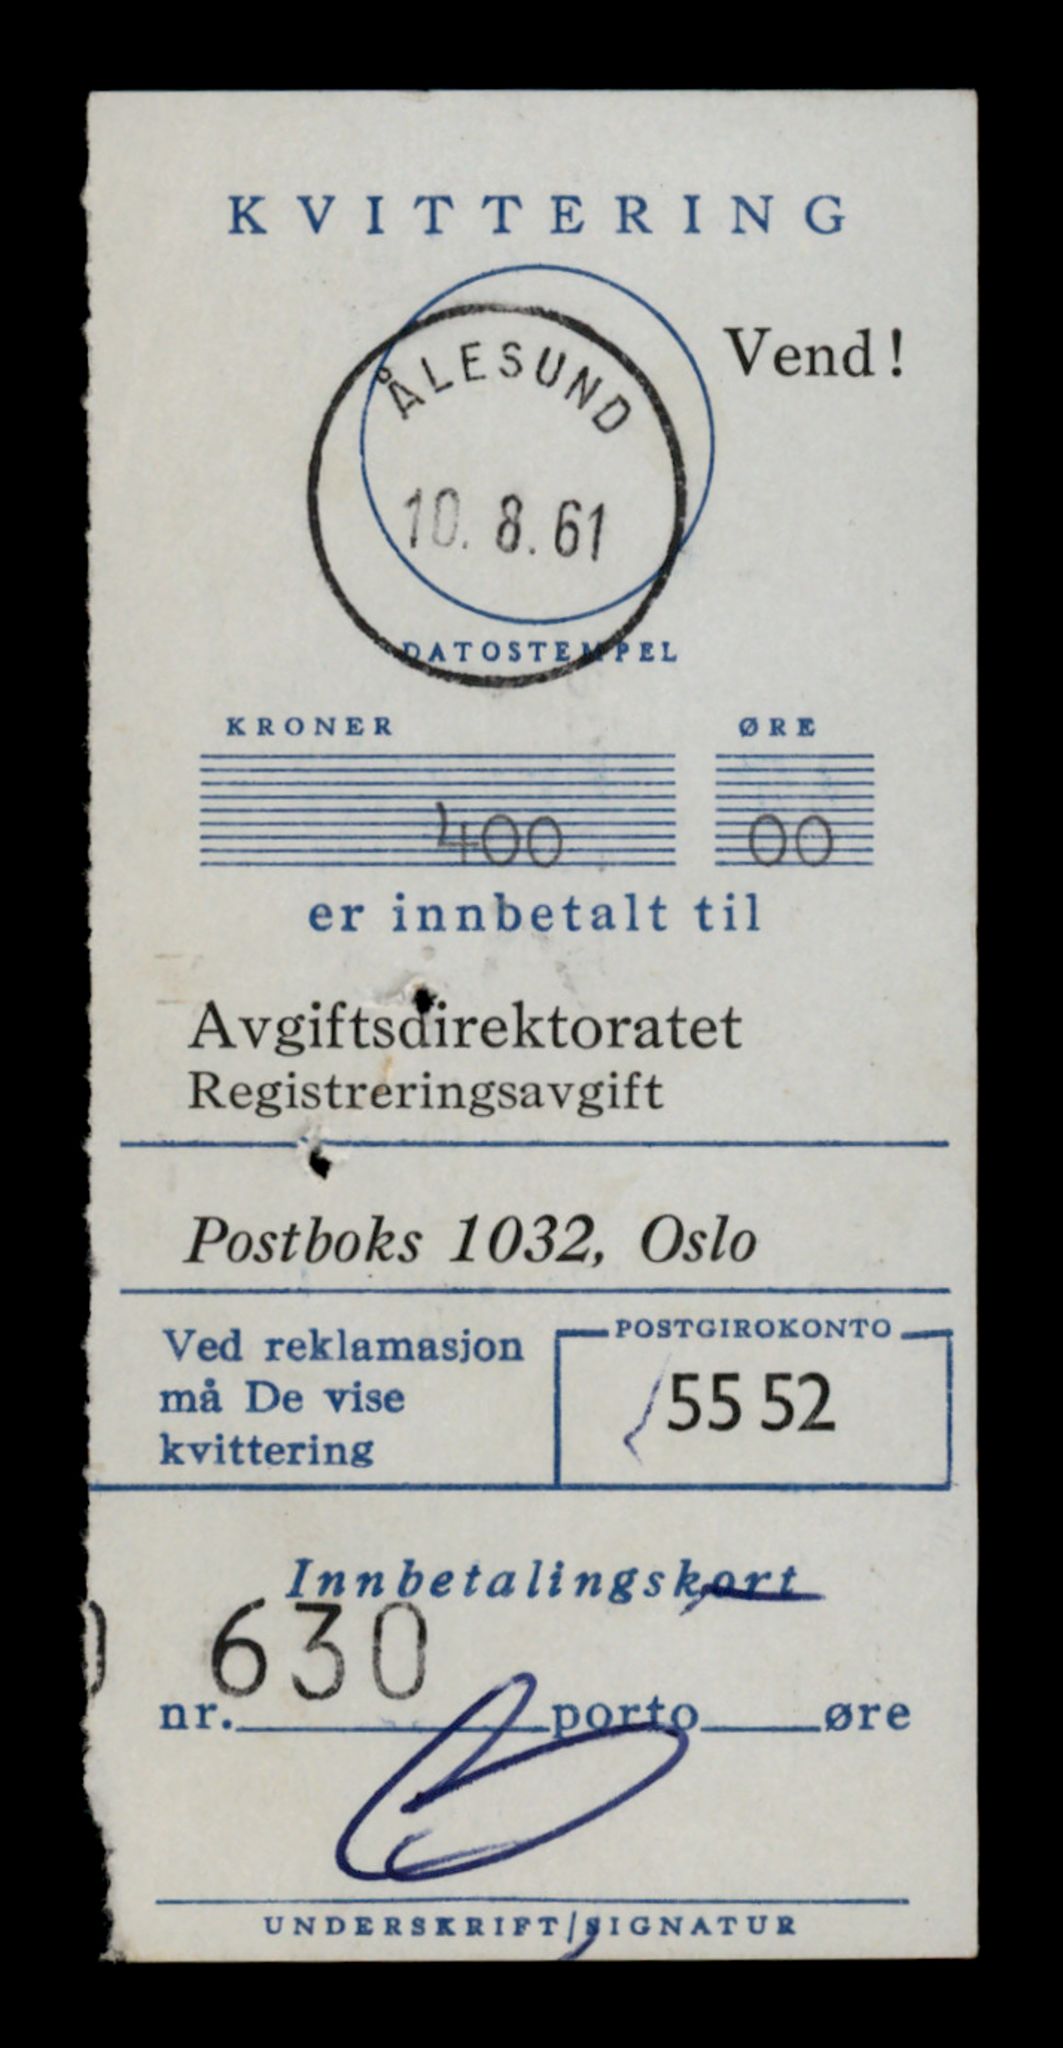 KVITTERING
Vend!
ÅLESUND
10.8.61
DATOSTEMPEL
KRONER ØRE
400 00
er innbetalt til
Avgiftsdirektoratet
Registreringsavgift
Postboks 1032, Oslo
Ved reklamasjon
må De vise
kvittering
POSTGIROKONTO
55 52
Innbetalingskort
630
nr. porto øre
UNDERSKRIFT/SIGNATUR